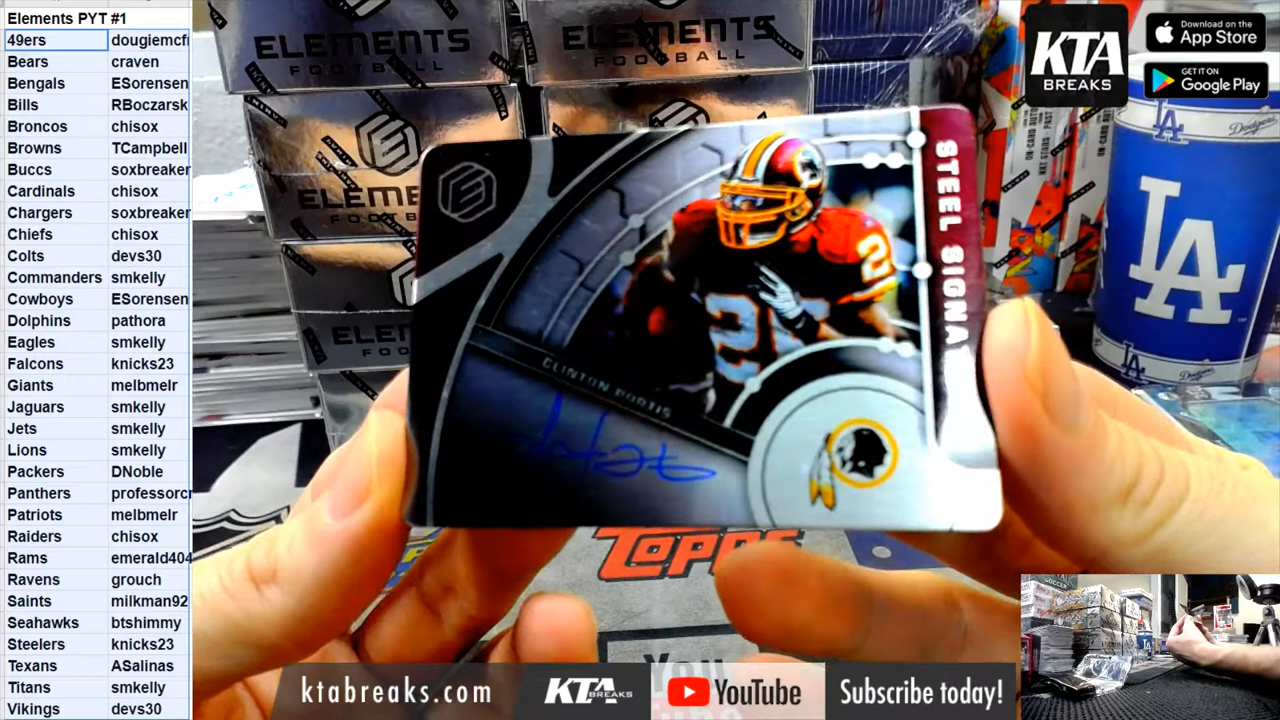 Elements PYT #1
49ers dougiemcf
Bears craven
Bengals ESorensen
Bills RBoczarsk
Broncos chisox
Browns TCampbell
Buccs soxbreaker
Cardinals chisox
Chargers soxbreaker
Chiefs chisox
Colts devs30
Commanders smkelly
Cowboys ESorensen
Dolphins pathora
Eagles smkelly
Falcons knicks23
Giants melbmelr
Jaguars smkelly
Jets smkelly
Lions smkelly
Packers DNoble
Panthers professorcr
Patriots melbmelr
Raiders chisox
Rams emerald404
Ravens grouch
Saints milkman92
Seahawks btshimmy
Steelers knicks23
Texans ASalinas
Titans smkelly
Vikings devs30
ELEMENTS
FOOTBALL
ELEMENTS
FOOTBALL
KTA
BREAKS
Download on the
App Store
GET IT ON
Google Play
STEEL SIGNA
CLINTON PORTIS
21
LA
Dodgers
TOPPS
You
ktabreaks.com
KTA
BREAKS
YouTube
Subscribe today!